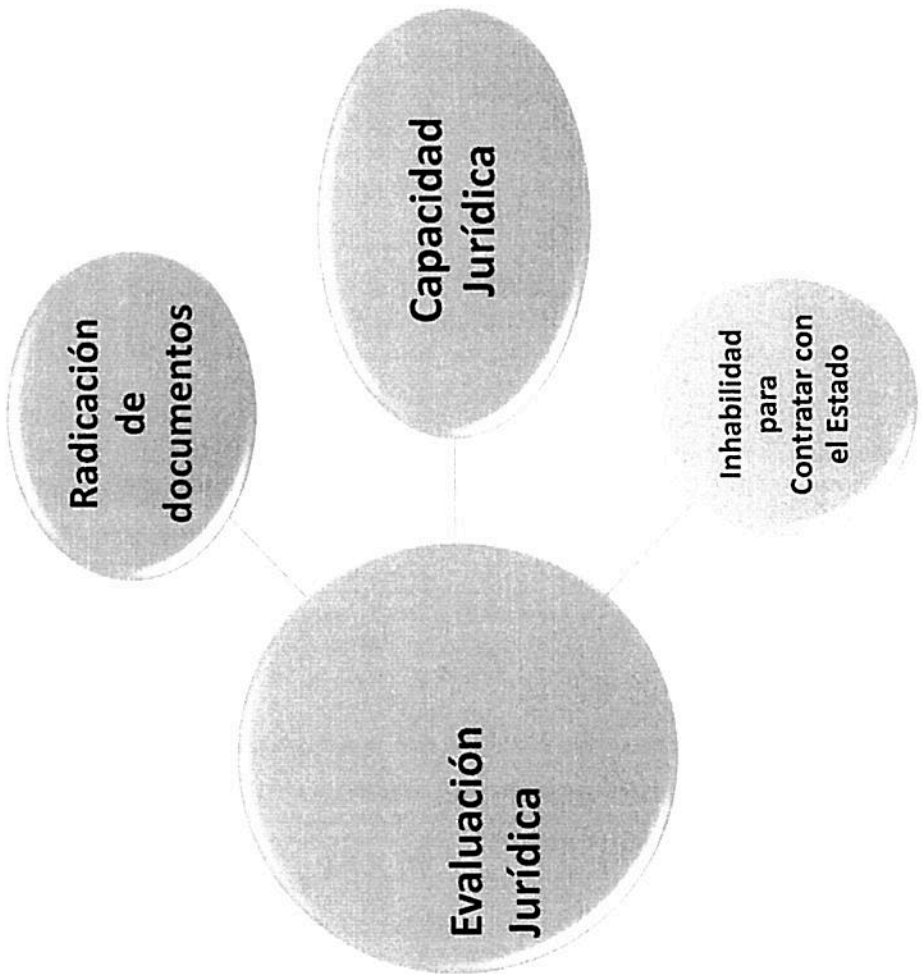 Evaluación
Jurídica
Radicación
de
documentos
Capacidad
Jurídica
Inhabilidad
para
Contratar con
el Estado